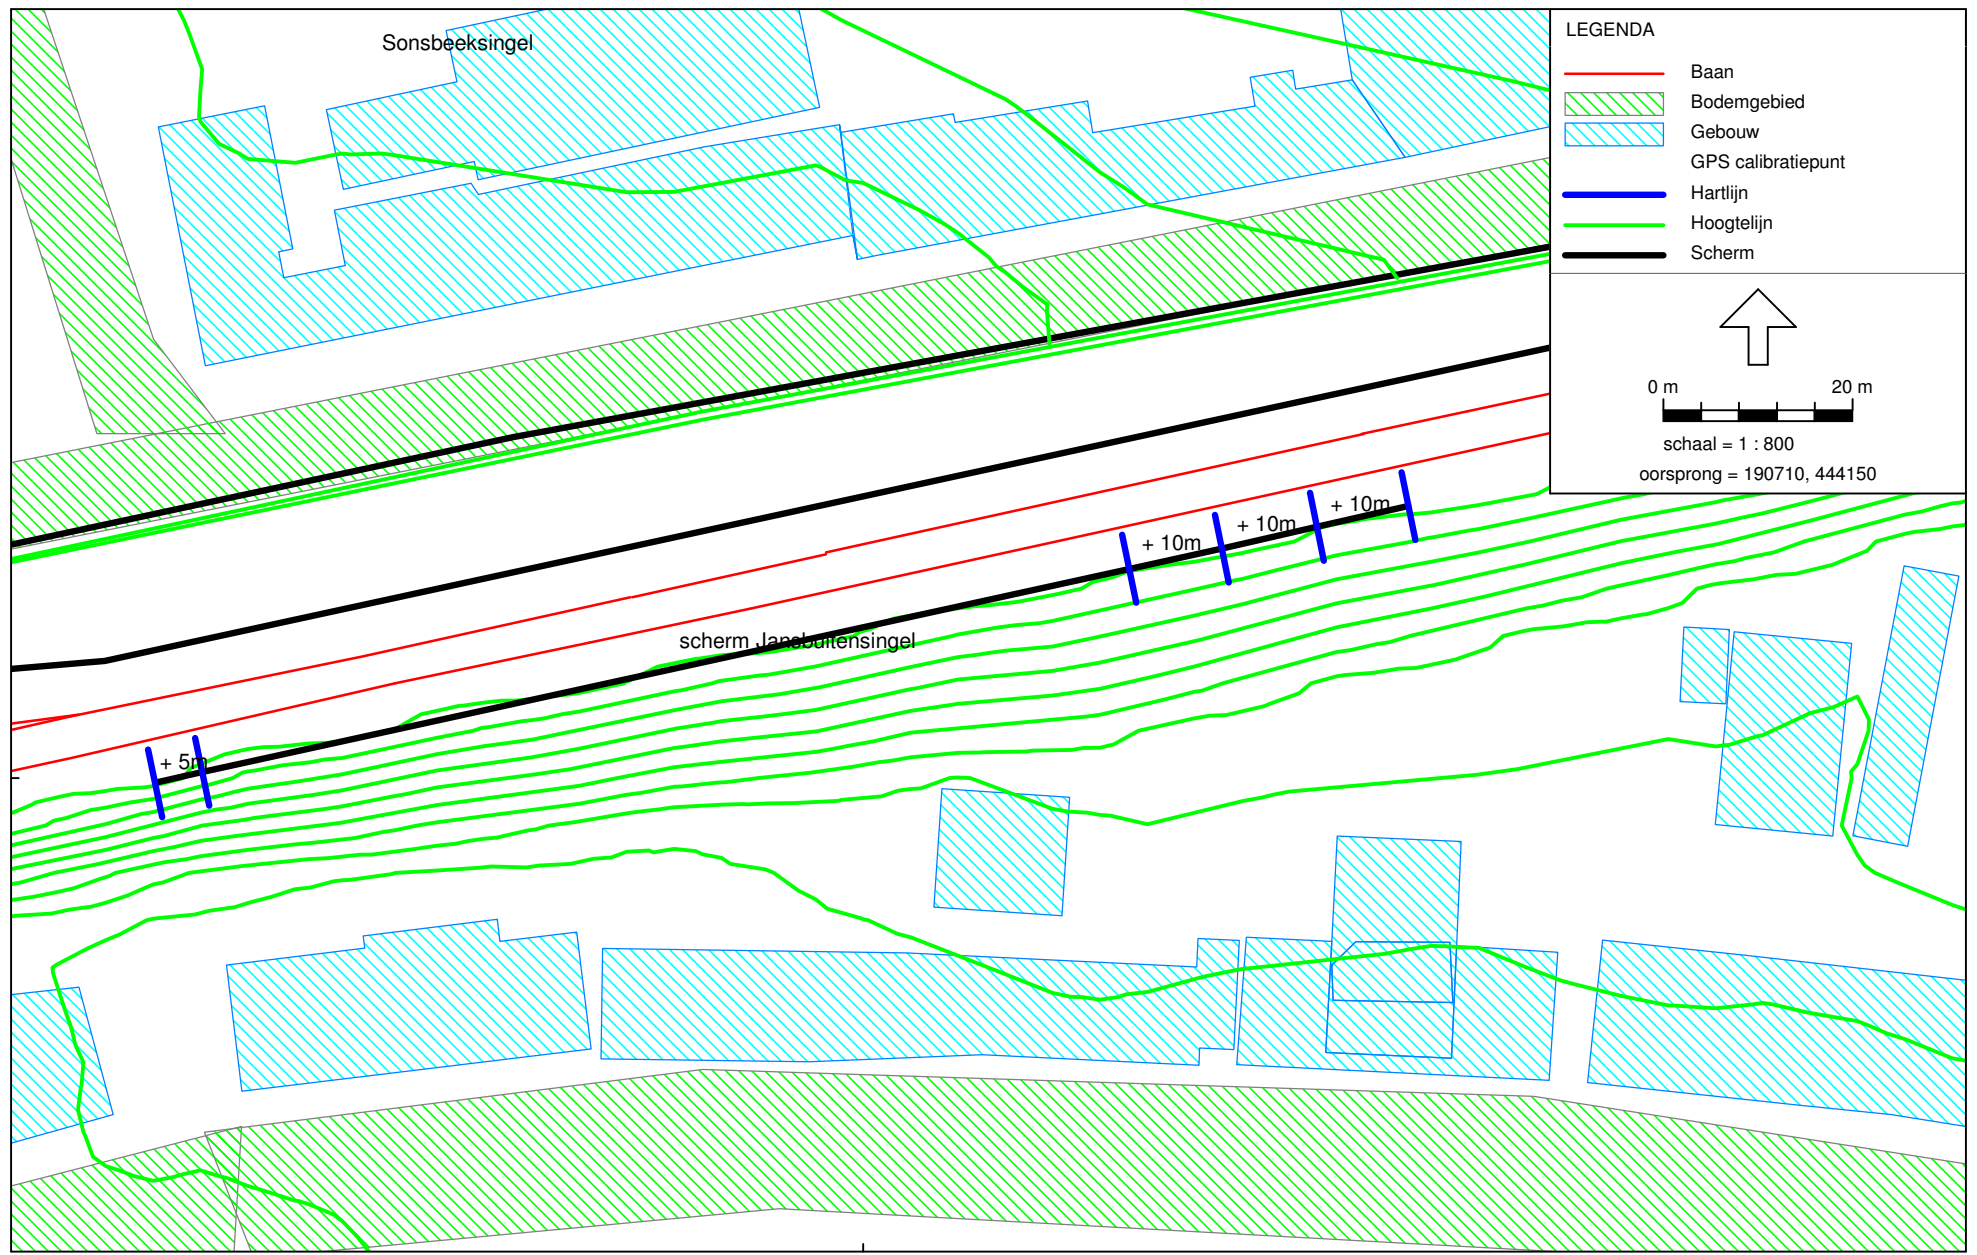 Sonsbeeksingel
LEGENDA
Baan
Bodemgebied
Gebouw
GPS calibratiepunt
Hartlijn
Hoogtelijn
Scherm
0 m 20 m
schaal = 1 : 800
oorsprong = 190710, 444150
+ 10m
+ 10m
+ 10m
scherm Jansbuitensingel
+ 5m